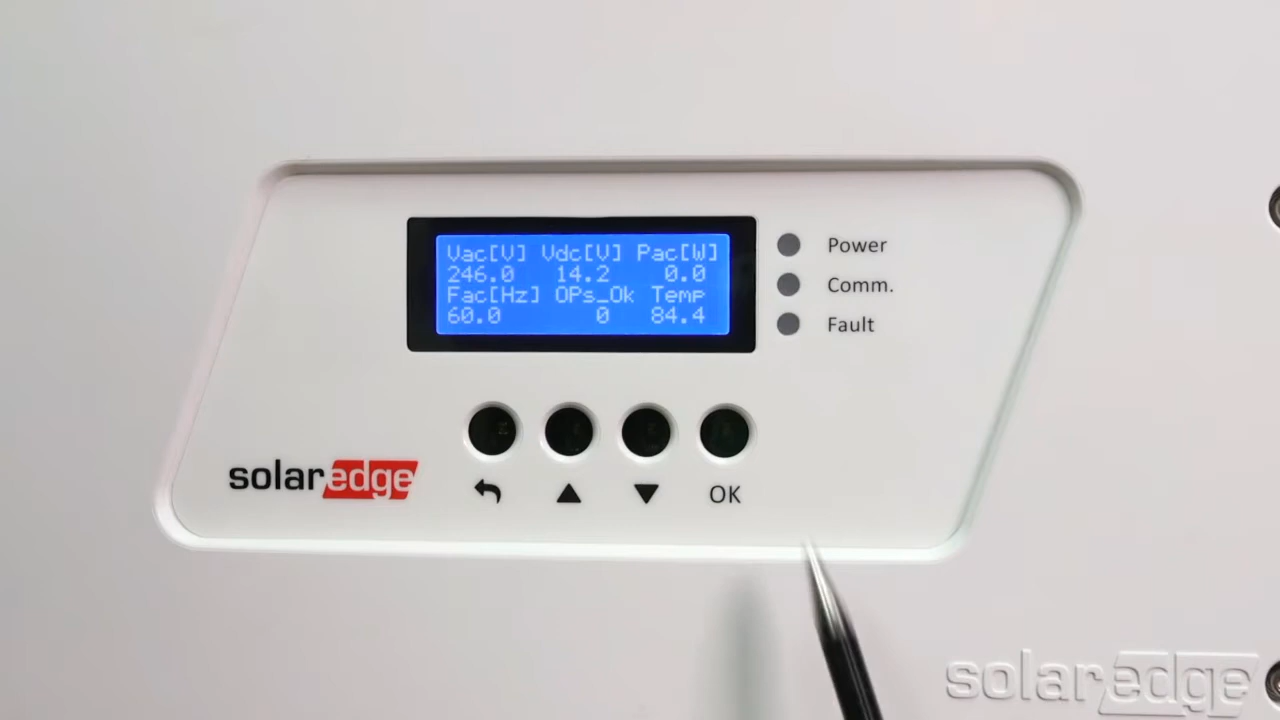 Vac[V] Vdc[V] Pac[W]
246.0 14.2 0.0
Fac[Hz] OPs_Ok Temp
60.0 0 84.4
Power
Comm.
Fault
solaredge
OK
solaredge